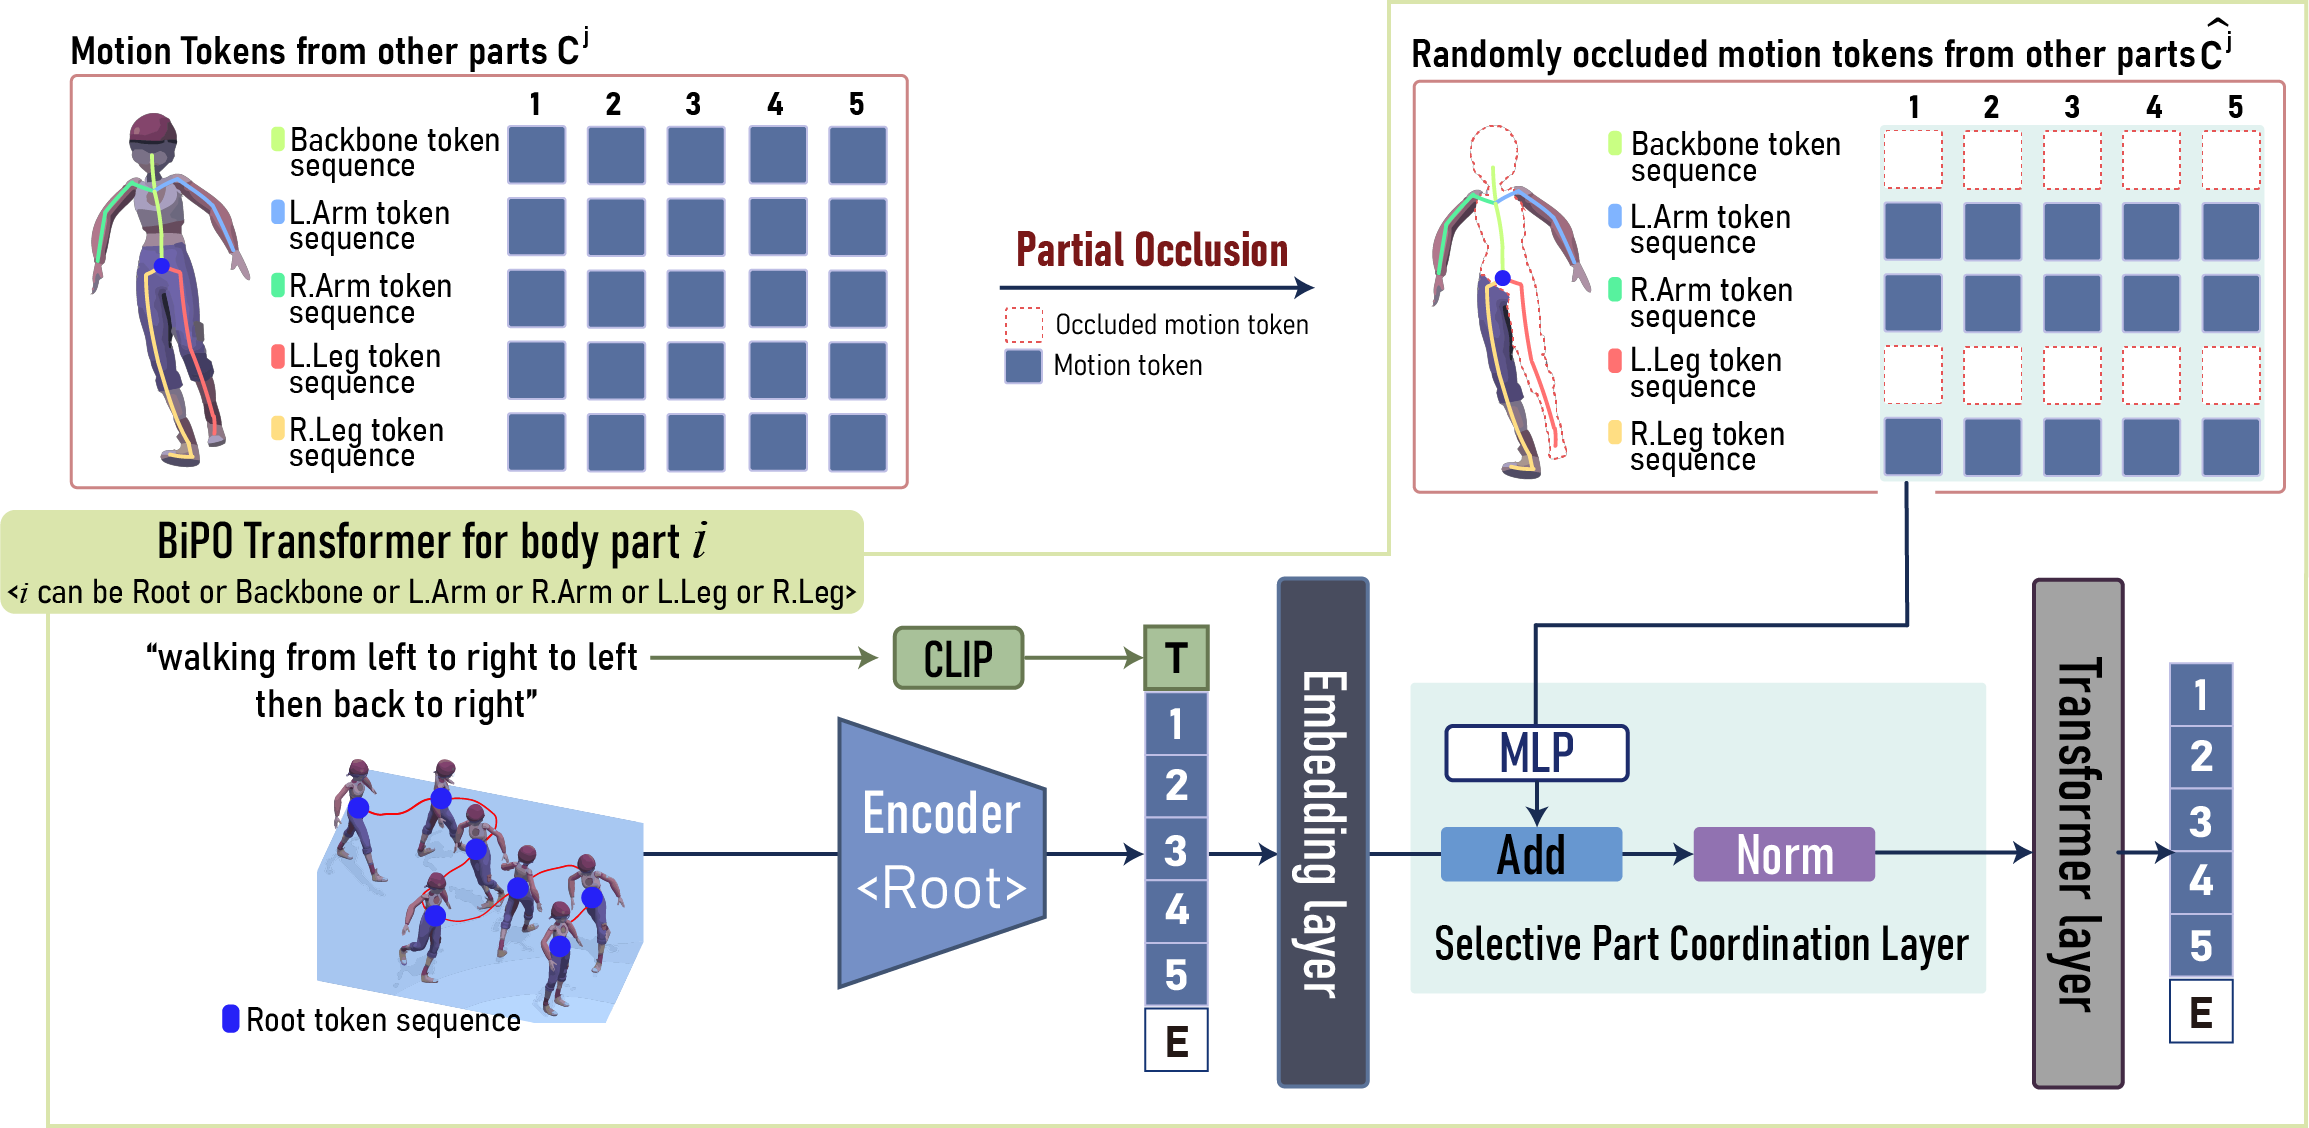 Motion Tokens from other parts C^j
1 2 3 4 5
Backbone token
sequence
L.Arm token
sequence
R.Arm token
sequence
L.Leg token
sequence
R.Leg token
sequence
Partial Occlusion
Occluded motion token
Motion token
Randomly occluded motion tokens from other parts Ĉ^j
1 2 3 4 5
Backbone token
sequence
L.Arm token
sequence
R.Arm token
sequence
L.Leg token
sequence
R.Leg token
sequence
BiPO Transformer for body part i
<i can be Root or Backbone or L.Arm or R.Arm or L.Leg or R.Leg>
“walking from left to right to left
then back to right”
Root token sequence
CLIP
Encoder
<Root>
T
1
2
3
4
5
E
Embedding layer
MLP
Add
Norm
Selective Part Coordination Layer
Transformer layer
1
2
3
4
5
E